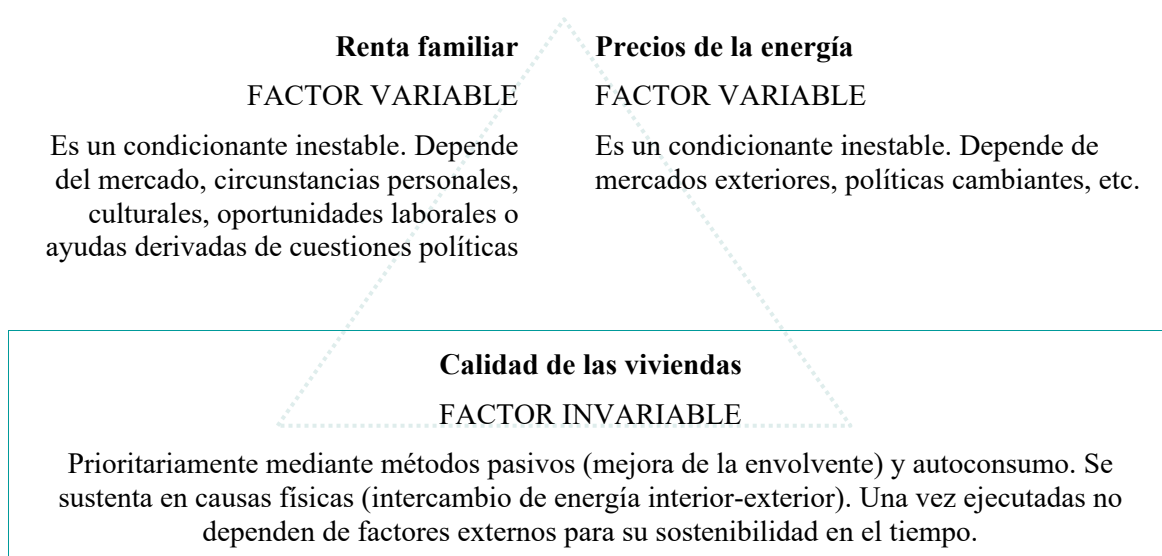 Renta familiar
FACTOR VARIABLE
Es un condicionante inestable. Depende
del mercado, circunstancias personales,
culturales, oportunidades laborales o
ayudas derivadas de cuestiones políticas
Precios de la energía
FACTOR VARIABLE
Es un condicionante inestable. Depende de
mercados exteriores, políticas cambiantes, etc.
Calidad de las viviendas
FACTOR INVARIABLE
Prioritariamente mediante métodos pasivos (mejora de la envolvente) y autoconsumo. Se
sustenta en causas físicas (intercambio de energía interior-exterior). Una vez ejecutadas no
dependen de factores externos para su sostenibilidad en el tiempo.